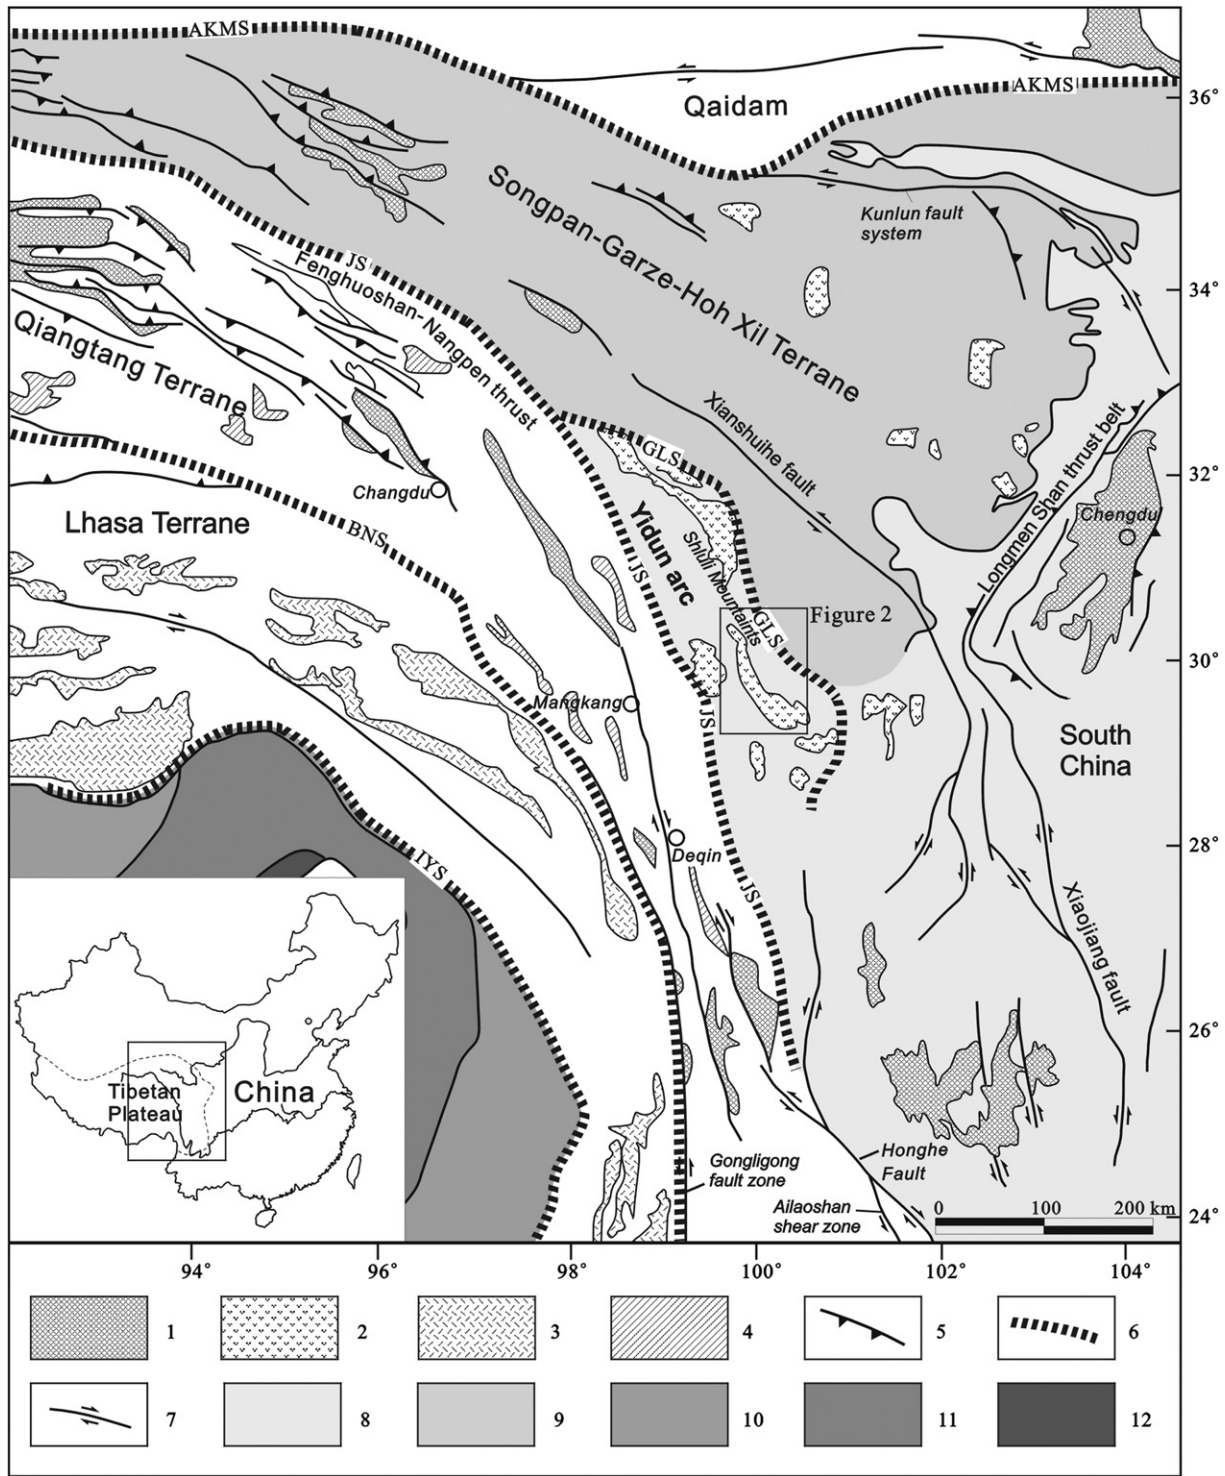 AKMS
AKMS
36°
Qaidam
Songpan-Garze-Hoh Xil Terrane
Kunlun fault
system
JS
Fenghuoshan-Nangpen thrust
34°
Qiangtang Terrane
Xianshuihe fault
GLS
Longmen Shan thrust belt
32°
Changdu
Chengdu
Lhasa Terrane
BNS
Yidun arc
Shluli Mountaints
JS
Figure 2
GLS
30°
Mangkang
JS
South
China
28°
Deqin
IYS
JS
Xiaojiang fault
26°
Tibetan
Plateau
China
Gongligong
fault zone
Honghe
Fault
Ailaoshan
shear zone
0 100 200 km
24°
94° 96° 98° 100° 102° 104°
1 2 3 4 5 6
7 8 9 10 11 12